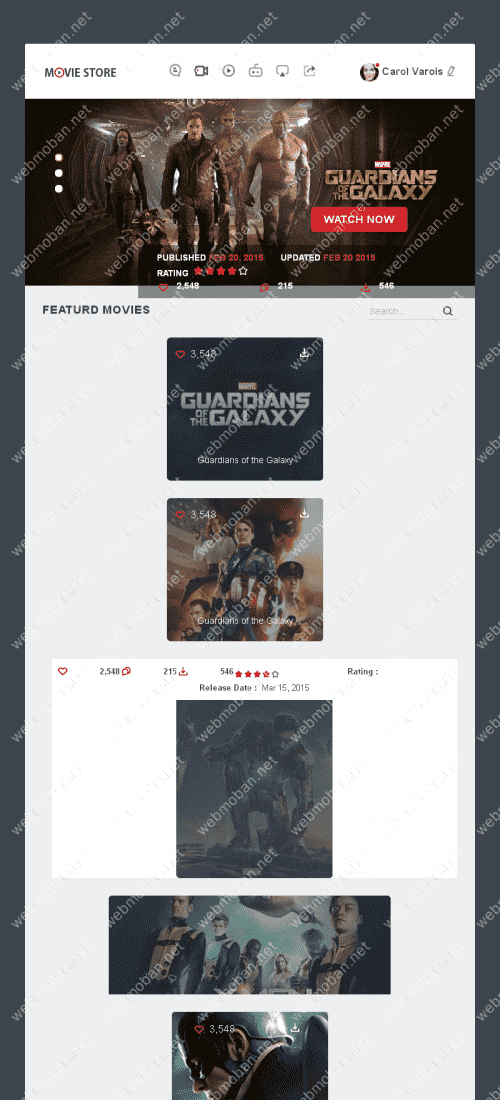 MOVIE STORE
Carol Varois
MARVEL
GUARDIANS
OF THE
GALAXY
WATCH NOW
PUBLISHED FEB 20, 2015 UPDATED FEB 20 2015
RATING
2,548 215 546
FEATURD MOVIES
Search...
3,548
MARVEL
GUARDIANS
OF THE
GALAXY
Guardians of the Galaxy
3,548
Guardians of the Galaxy
2,548 215 546 Rating :
Release Date : Mar 15, 2015
3,548
webmoban.net